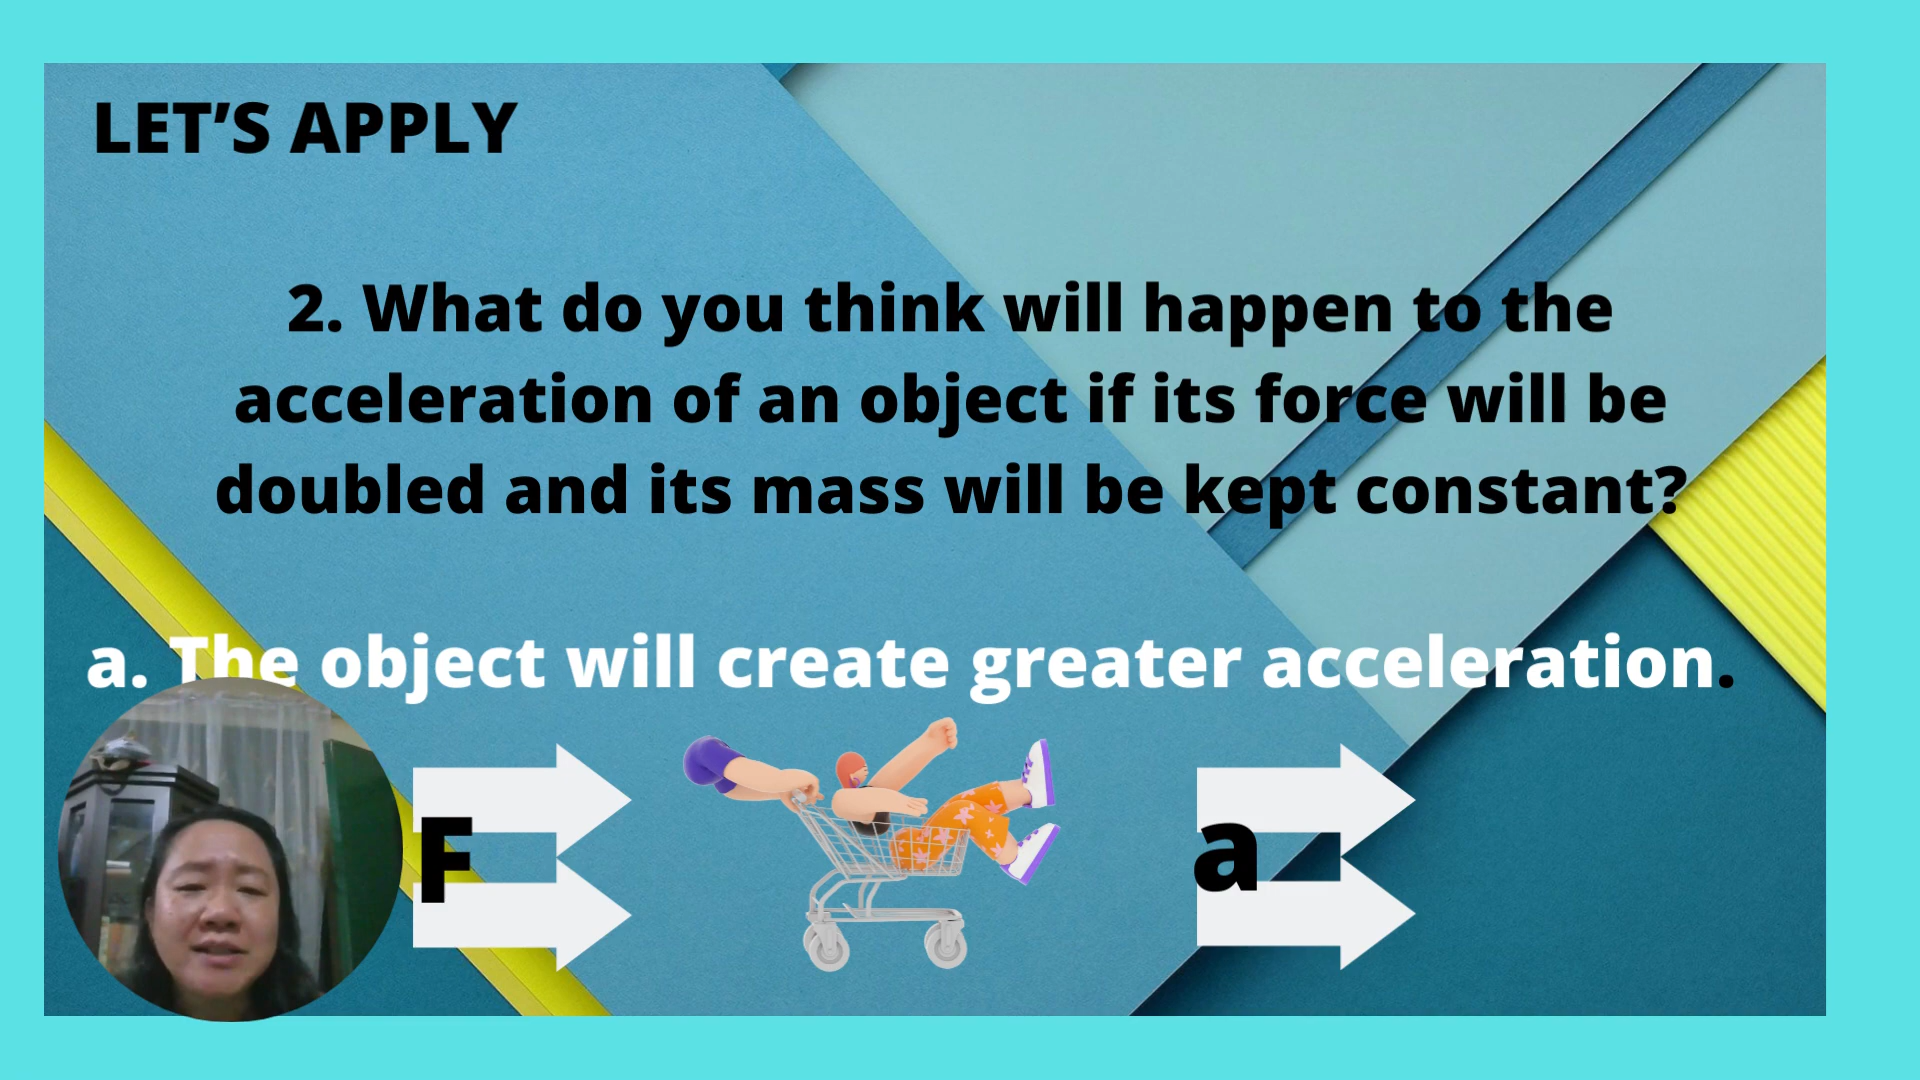 LET’S APPLY
2. What do you think will happen to the
acceleration of an object if its force will be
doubled and its mass will be kept constant?
a. The object will create greater acceleration.
F
a